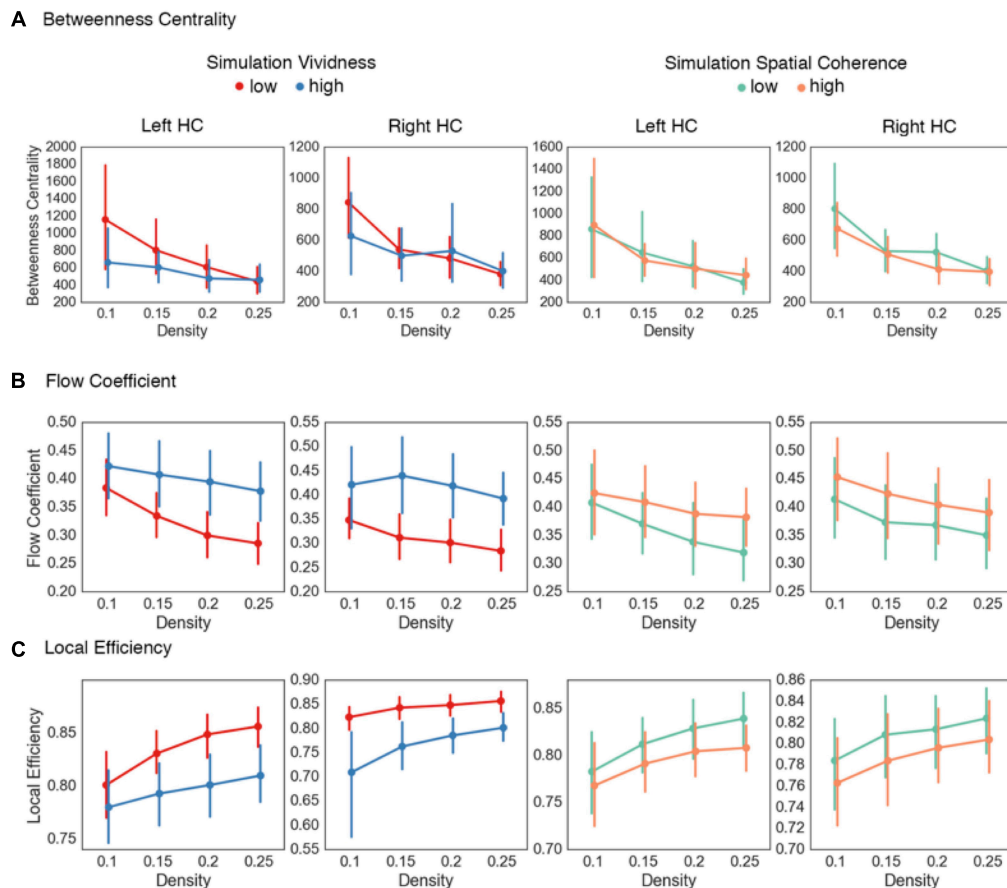 A Betweenness Centrality
Simulation Vividness
low high
Simulation Spatial Coherence
low high
Left HC
Right HC
Left HC
Right HC
Betweenness Centrality
2000
1800
1600
1400
1200
1000
800
600
400
200
0.1 0.15 0.2 0.25
Density
1200
1000
800
600
400
200
0.1 0.15 0.2 0.25
Density
1600
1400
1200
1000
800
600
400
200
0.1 0.15 0.2 0.25
Density
1200
1000
800
600
400
200
0.1 0.15 0.2 0.25
Density
B Flow Coefficient
Flow Coefficient
0.50
0.45
0.40
0.35
0.30
0.25
0.20
0.1 0.15 0.2 0.25
Density
0.55
0.50
0.45
0.40
0.35
0.30
0.25
0.20
0.1 0.15 0.2 0.25
Density
0.55
0.50
0.45
0.40
0.35
0.30
0.25
0.1 0.15 0.2 0.25
Density
0.55
0.50
0.45
0.40
0.35
0.30
0.25
0.1 0.15 0.2 0.25
Density
C Local Efficiency
Local Efficiency
0.85
0.80
0.75
0.1 0.15 0.2 0.25
Density
0.90
0.85
0.80
0.75
0.70
0.65
0.60
0.55
0.1 0.15 0.2 0.25
Density
0.85
0.80
0.75
0.70
0.1 0.15 0.2 0.25
Density
0.86
0.84
0.82
0.80
0.78
0.76
0.74
0.72
0.70
0.1 0.15 0.2 0.25
Density